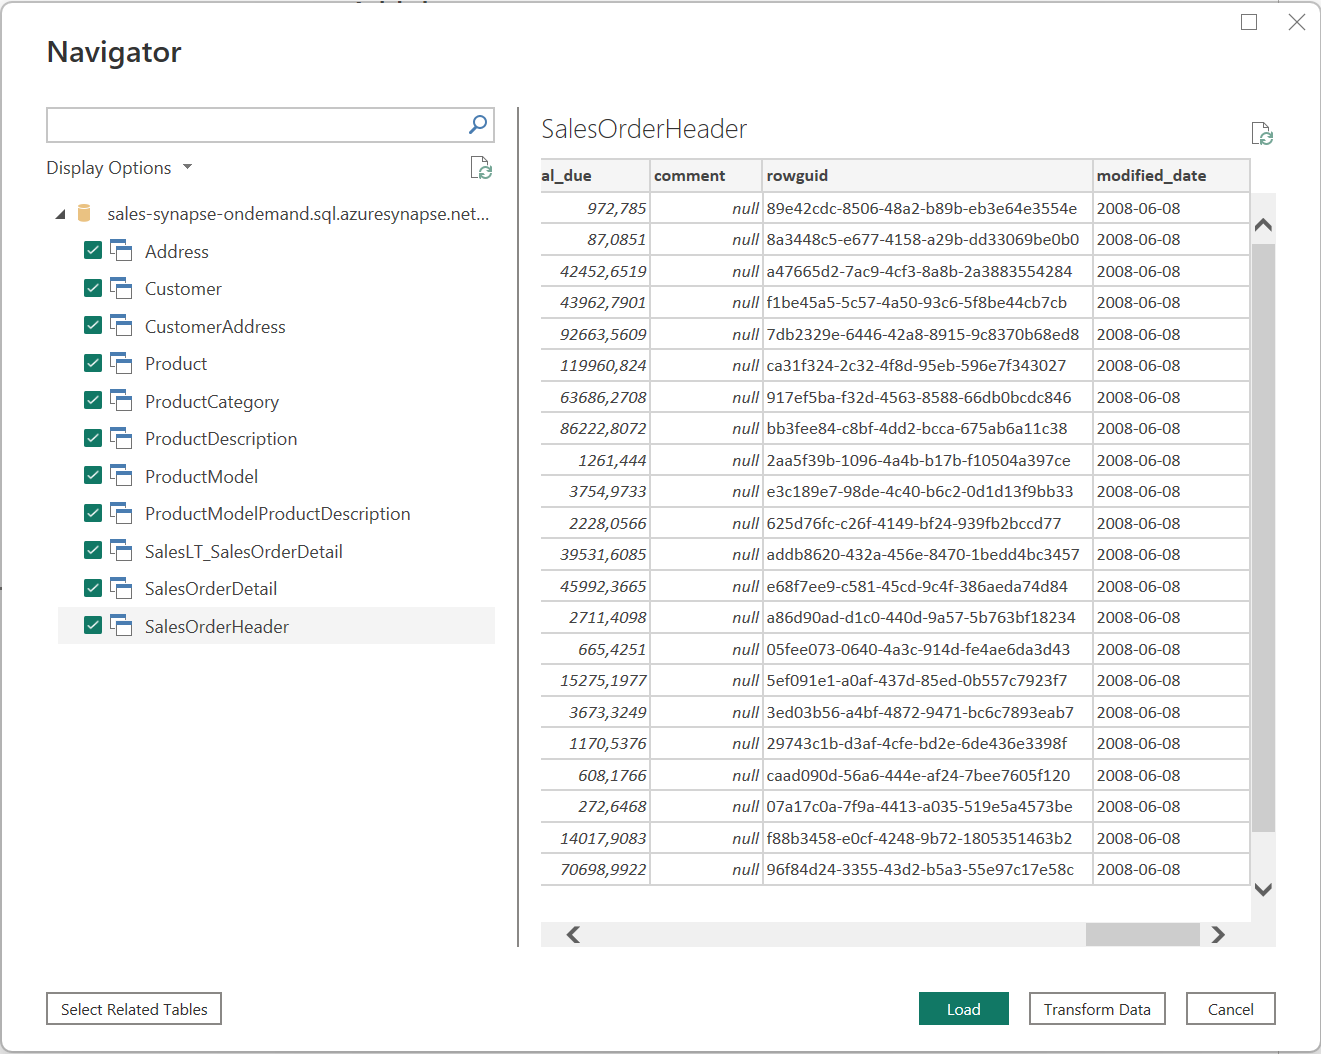 Navigator
Display Options
sales-synapse-ondemand.sql.azuresynapse.net...
Address
Customer
CustomerAddress
Product
ProductCategory
ProductDescription
ProductModel
ProductModelProductDescription
SalesLT_SalesOrderDetail
SalesOrderDetail
SalesOrderHeader
SalesOrderHeader
al_due comment rowguid modified_date
972,785 null 89e42cdc-8506-48a2-b89b-eb3e64e3554e 2008-06-08
87,0851 null 8a3448c5-e677-4158-a29b-dd33069be0b0 2008-06-08
42452,6519 null a47665d2-7ac9-4cf3-8a8b-2a3883554284 2008-06-08
43962,7901 null f1be45a5-5c57-4a50-93c6-5f8be44cb7cb 2008-06-08
92663,5609 null 7db2329e-6446-42a8-8915-9c8370b68ed8 2008-06-08
119960,824 null ca31f324-2c32-4f8d-95eb-596e7f343027 2008-06-08
63686,2708 null 917ef5ba-f32d-4563-8588-66db0bcdc846 2008-06-08
86222,8072 null bb3fee84-c8bf-4dd2-bcca-675ab6a11c38 2008-06-08
1261,444 null 2aa5f39b-1096-4a4b-b17b-f10504a397ce 2008-06-08
3754,9733 null e3c189e7-98de-4c40-b6c2-0d1d13f9bb33 2008-06-08
2228,0566 null 625d76fc-c26f-4149-bf24-939fb2bccd77 2008-06-08
39531,6085 null addb8620-432a-456e-8470-1bedd4bc3457 2008-06-08
45992,3665 null e68f7ee9-c581-45cd-9c4f-386aeda74d84 2008-06-08
2711,4098 null a86d90ad-d1c0-440d-9a57-5b763bf18234 2008-06-08
665,4251 null 05fee073-0640-4a3c-914d-fe4ae6da3d43 2008-06-08
15275,1977 null 5ef091e1-a0af-437d-85ed-0b557c7923f7 2008-06-08
3673,3249 null 3ed03b56-a4bf-4872-9471-bc6c7893eab7 2008-06-08
1170,5376 null 29743c1b-d3af-4cfe-bd2e-6de436e3398f 2008-06-08
608,1766 null caad090d-56a6-444e-af24-7bee7605f120 2008-06-08
272,6468 null 07a17c0a-7f9a-4413-a035-519e5a4573be 2008-06-08
14017,9083 null f88b3458-e0cf-4248-9b72-1805351463b2 2008-06-08
70698,9922 null 96f84d24-3355-43d2-b5a3-55e97c17e58c 2008-06-08
Select Related Tables
Load
Transform Data
Cancel